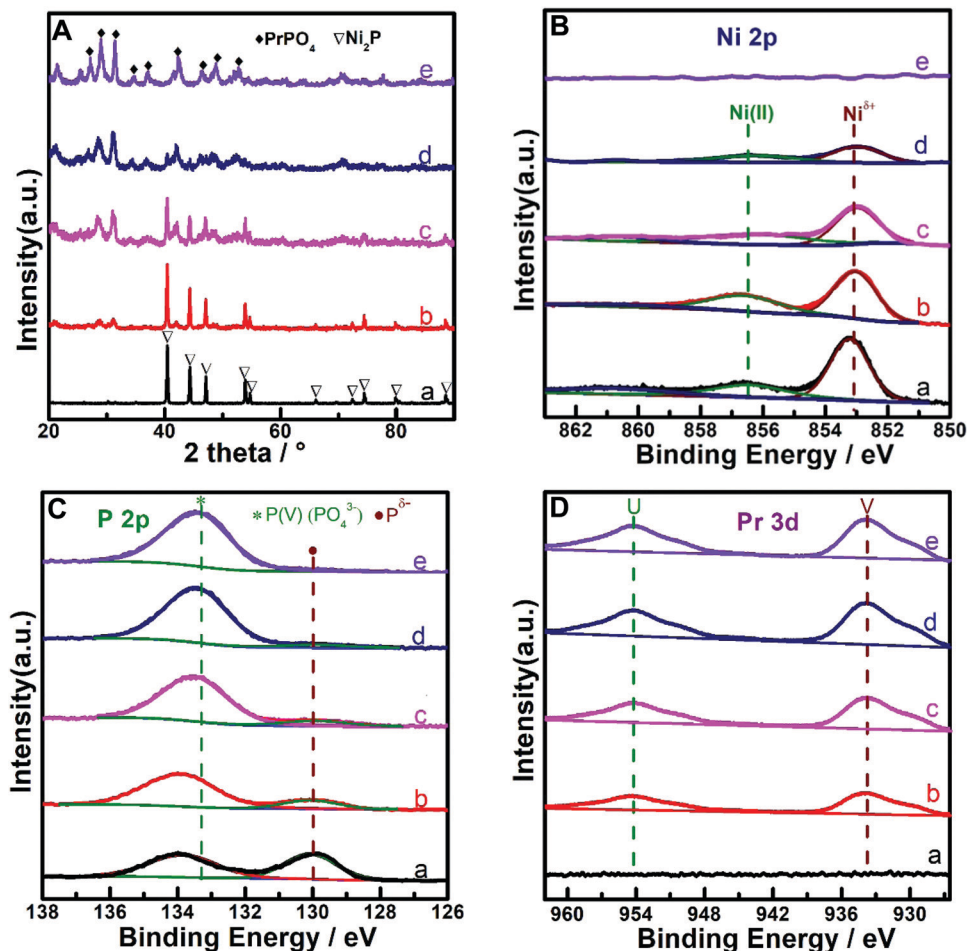 A
◆PrPO₄ ▽Ni₂P
e
d
c
b
a
Intensity(a.u.)
20 40 60 80
2 theta / °
B
Ni 2p
e
Ni(II) Niᵟ⁺
d
c
b
a
Intensity(a.u.)
862 860 858 856 854 852 850
Binding Energy / eV
C
P 2p
* P(V) (PO₄³⁻) ●Pᵟ⁻
e
d
c
b
a
Intensity(a.u.)
138 136 134 132 130 128 126
Binding Energy / eV
D
U V
Pr 3d
e
d
c
b
a
Intensity(a.u.)
960 954 948 942 936 930
Binding Energy / eV